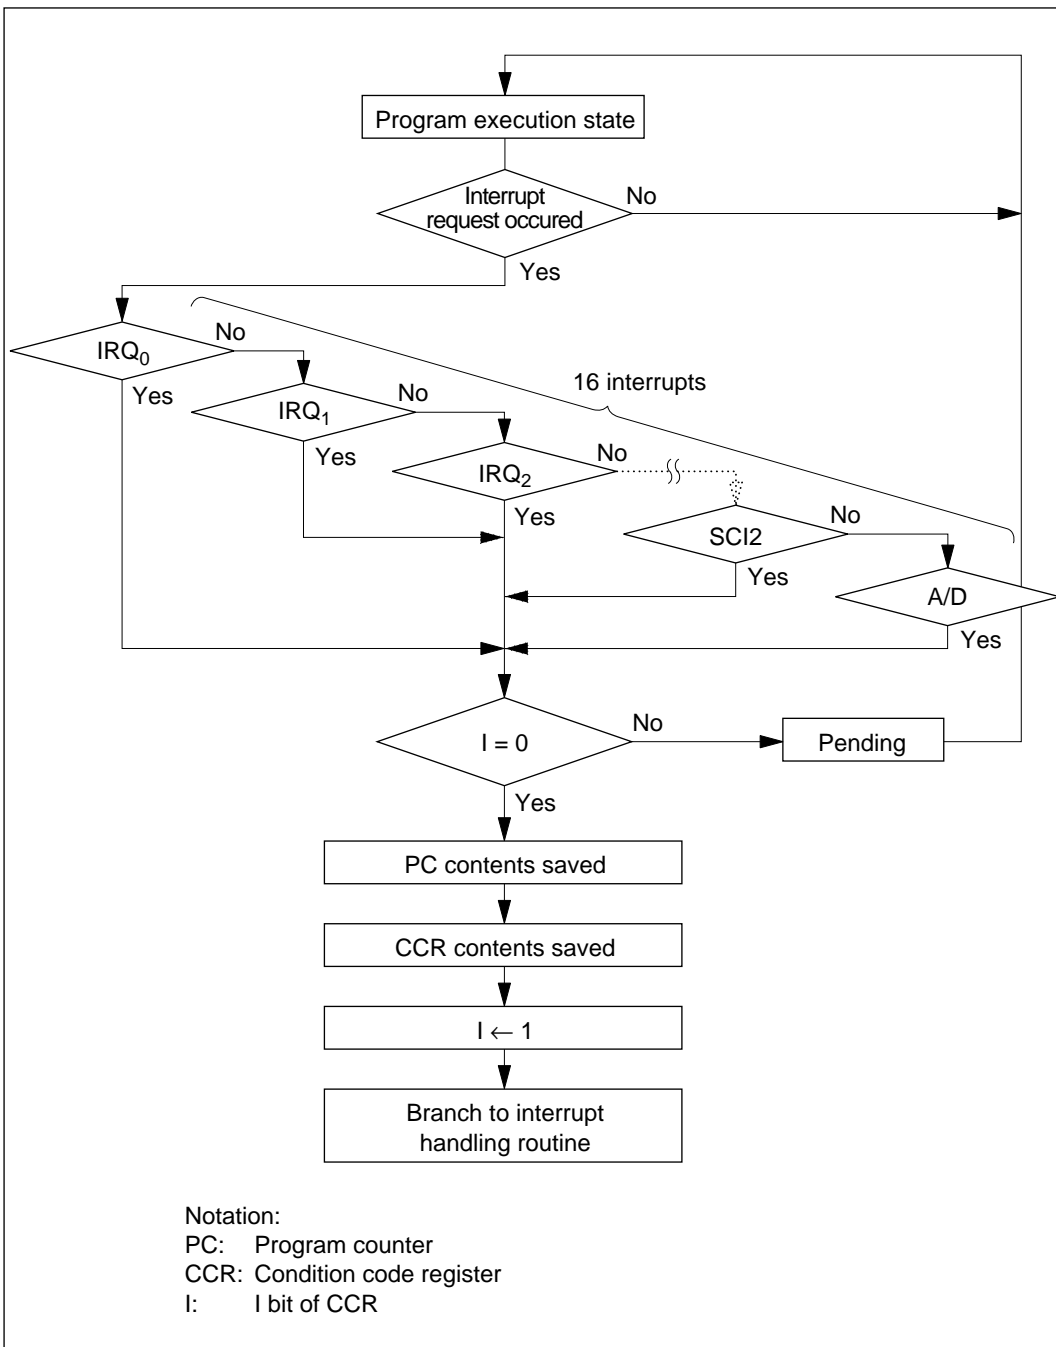 Program execution state
Interrupt
request occured
No
Yes
IRQ0
No
Yes
16 interrupts
IRQ1
No
Yes
IRQ2
No
Yes
SCI2
No
Yes
A/D
Yes
I = 0
No
Pending
Yes
PC contents saved
CCR contents saved
I ← 1
Branch to interrupt
handling routine
Notation:
PC: Program counter
CCR: Condition code register
I: I bit of CCR